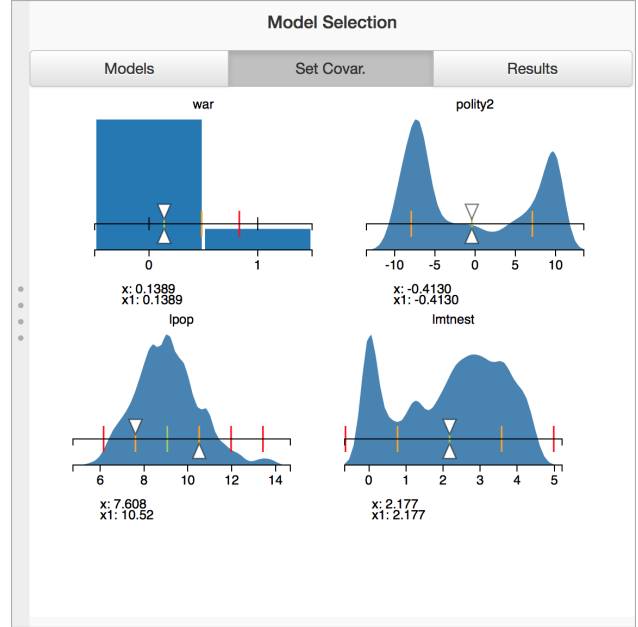 Model Selection
Models Set Covar. Results
war
0 1
x: 0.1389
x1: 0.1389
polity2
-10 -5 0 5 10
x: -0.4130
x1: -0.4130
lpop
6 8 10 12 14
x: 7.608
x1: 10.52
lmtnest
0 1 2 3 4 5
x: 2.177
x1: 2.177